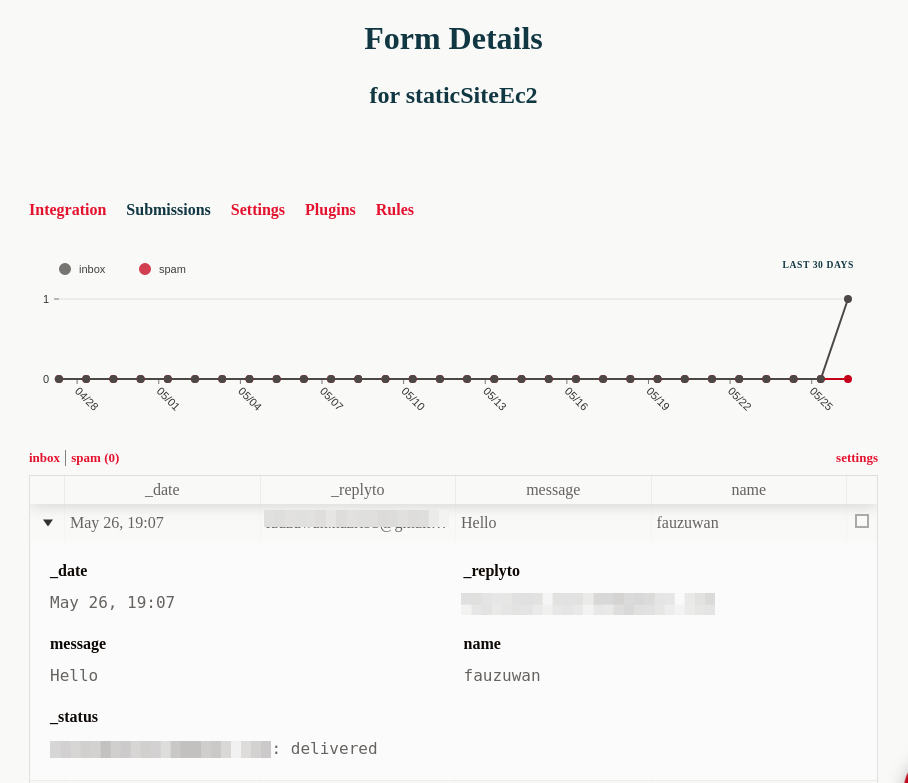 Form Details
for staticSiteEc2
Integration Submissions Settings Plugins Rules
inbox spam LAST 30 DAYS
1
0
04/28 05/01 05/04 05/07 05/10 05/13 05/16 05/19 05/22 05/25
inbox spam (0) settings
_date _replyto message name
May 26, 19:07 Hello fauzuwan
_date _replyto
May 26, 19:07
message name
Hello fauzuwan
_status
: delivered